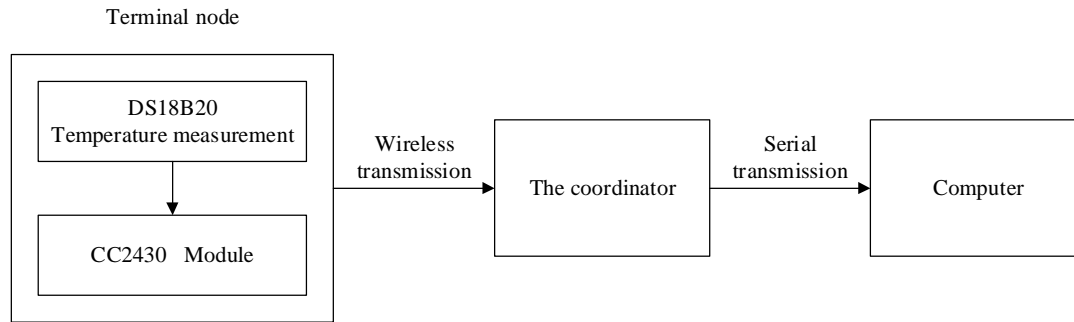 Terminal node
DS18B20
Temperature measurement
CC2430 Module
Wireless
transmission
The coordinator
Serial
transmission
Computer